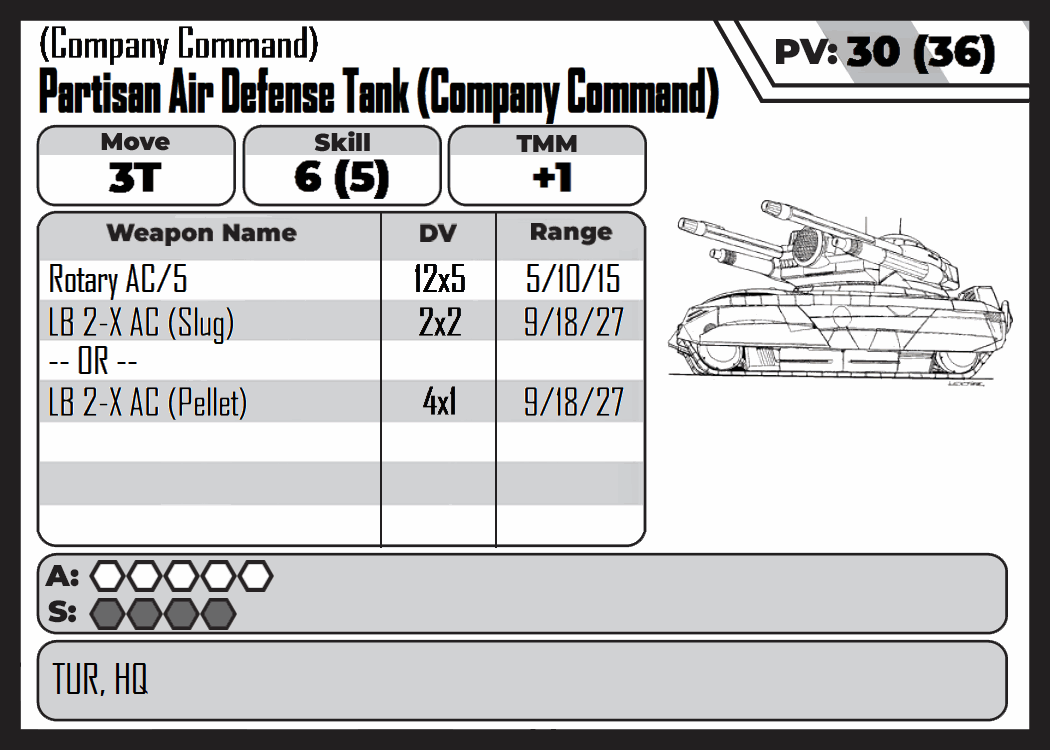 (Company Command)
PV: 30 (36)
Partisan Air Defense Tank (Company Command)
Move Skill TMM
3T 6 (5) +1
Weapon Name DV Range
Rotary AC/5 12x5 5/10/15
LB 2-X AC (Slug) 2x2 9/18/27
-- OR --
LB 2-X AC (Pellet) 4x1 9/18/27
A:
S:
TUR, HQ